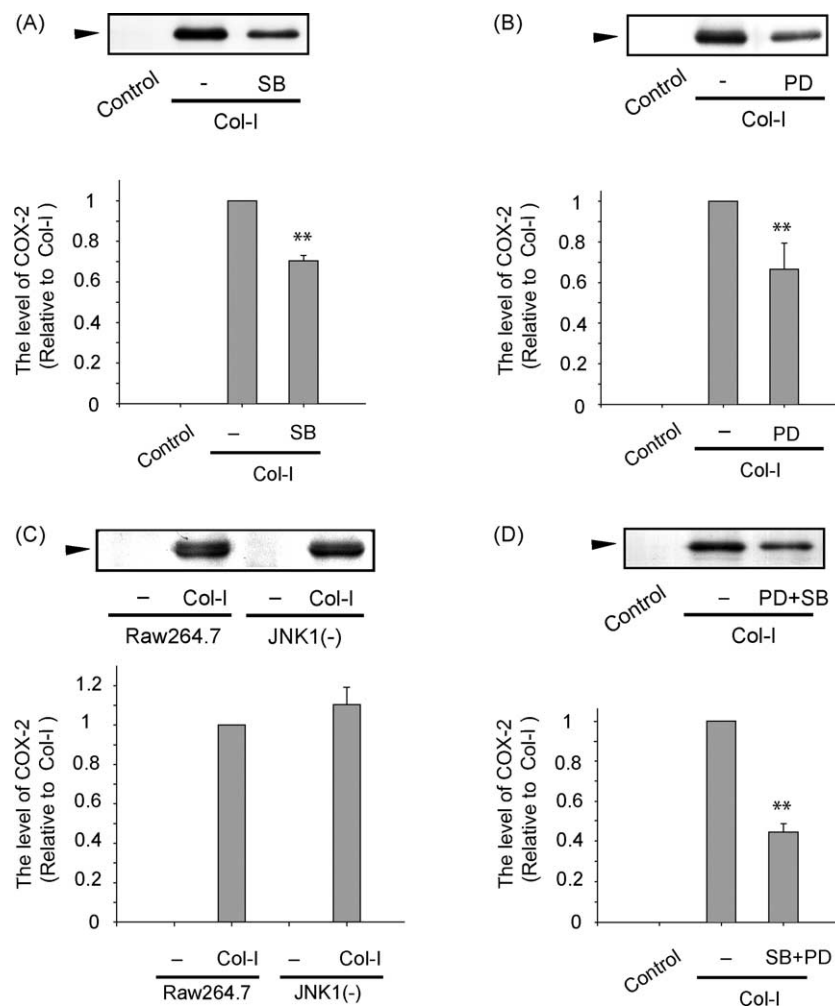 (A)
Control
-
SB
Col-I
The level of COX-2
(Relative to Col-I )
1
0.8
0.6
0.4
0.2
0
**
Control
–
SB
Col-I
(B)
Control
-
PD
Col-I
The level of COX-2
(Relative to Col-I )
1
0.8
0.6
0.4
0.2
0
**
Control
–
PD
Col-I
(C)
– Col-I – Col-I
Raw264.7 JNK1(-)
The level of COX-2
(Relative to Col-I )
1.2
1
0.8
0.6
0.4
0.2
0
– Col-I – Col-I
Raw264.7 JNK1(-)
(D)
Control
–
PD+SB
Col-I
The level of COX-2
(Relative to Col-I )
1
0.8
0.6
0.4
0.2
0
**
Control
–
SB+PD
Col-I